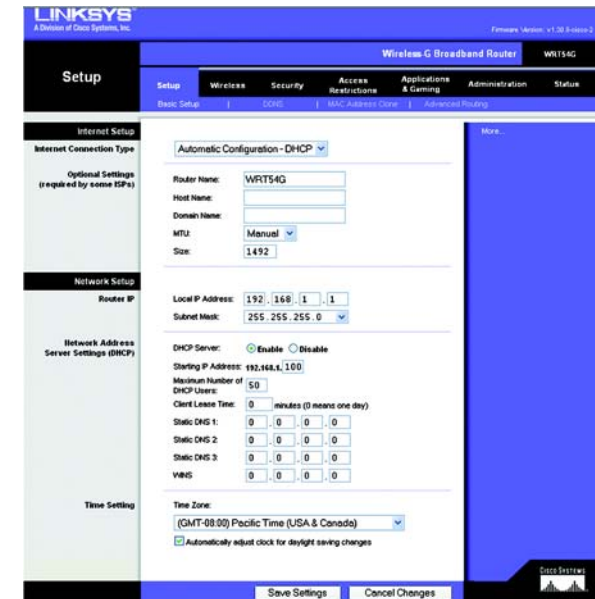 LINKSYS
A Division of Cisco Systems, Inc.
Wireless-G Broadband Router WRT54G
Setup
Setup Wireless Security Access Restrictions Applications & Gaming Administration Status
Basic Setup | DDNS | MAC Address Clone | Advanced Routing
Internet Setup
More...
Internet Connection Type
Automatic Configuration - DHCP
Optional Settings
(required by some ISPs)
Router Name: WRT54G
Host Name:
Domain Name:
MTU: Manual
Size: 1492
Network Setup
Router IP
Local IP Address: 192 . 168 . 1 . 1
Subnet Mask: 255.255.255.0
Network Address
Server Settings (DHCP)
DHCP Server: Enable Disable
Starting IP Address: 192.168.1. 100
Maximum Number of
DHCP Users: 50
Client Lease Time: 0 minutes (0 means one day)
Static DNS 1: 0 . 0 . 0 . 0
Static DNS 2: 0 . 0 . 0 . 0
Static DNS 3: 0 . 0 . 0 . 0
WINS 0 . 0 . 0 . 0
Time Setting
Time Zone:
(GMT-08:00) Pacific Time (USA & Canada)
Automatically adjust clock for daylight saving changes
Save Settings Cancel Changes
CISCO SYSTEMS